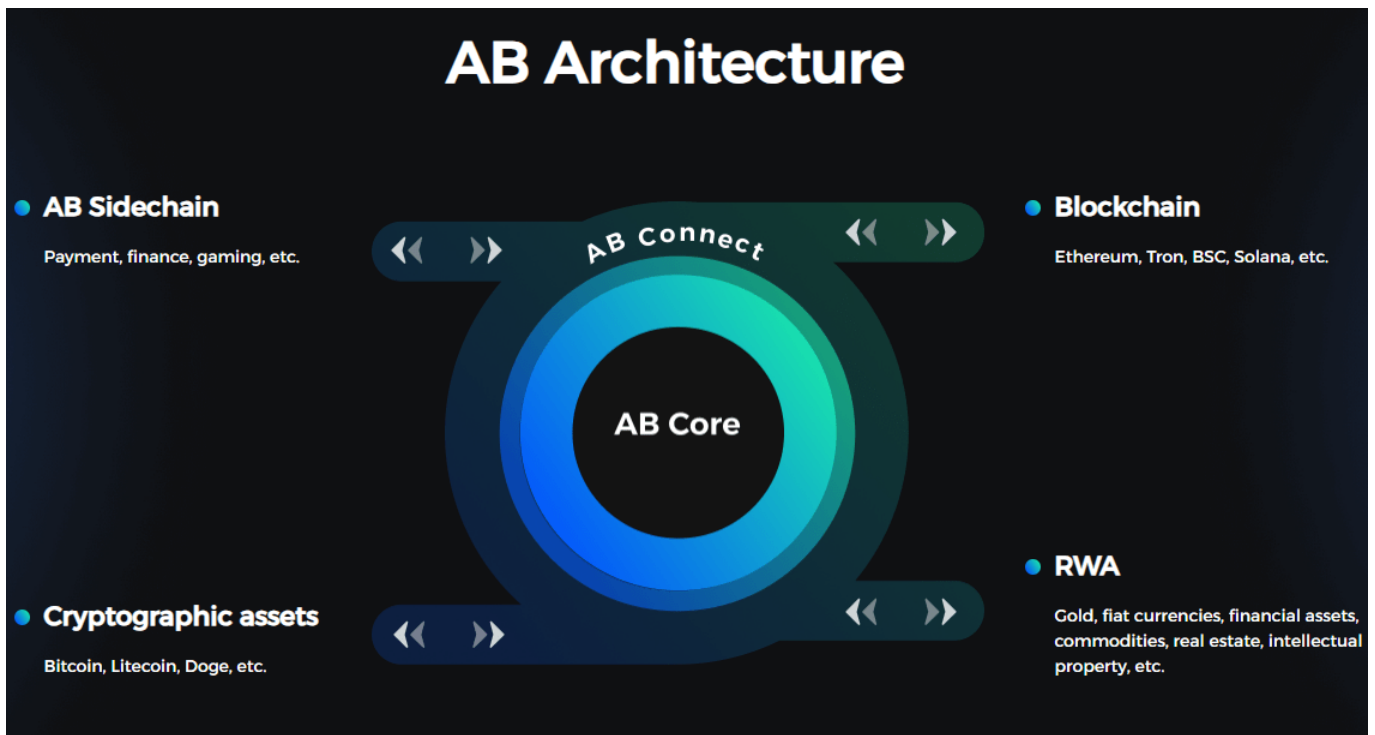 AB Architecture
AB Sidechain
Payment, finance, gaming, etc.
AB Connect
Blockchain
Ethereum, Tron, BSC, Solana, etc.
AB Core
Cryptographic assets
Bitcoin, Litecoin, Doge, etc.
RWA
Gold, fiat currencies, financial assets,
commodities, real estate, intellectual
property, etc.